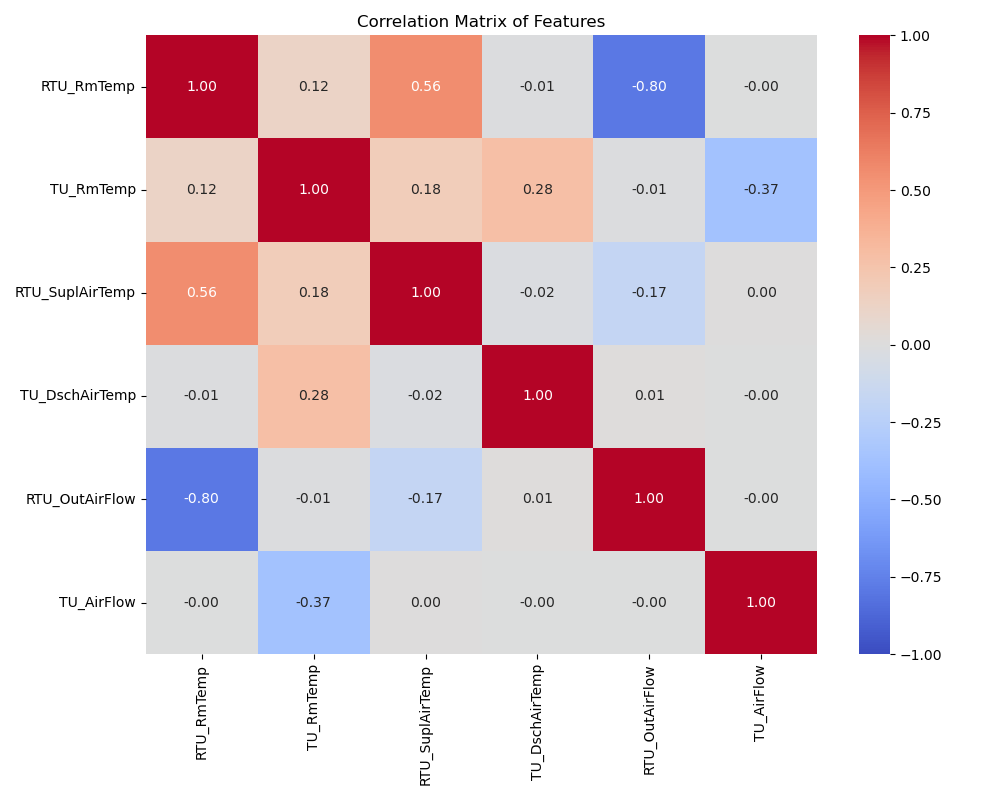 Correlation Matrix of Features
RTU_RmTemp 1.00 0.12 0.56 -0.01 -0.80 -0.00
TU_RmTemp 0.12 1.00 0.18 0.28 -0.01 -0.37
RTU_SuplAirTemp 0.56 0.18 1.00 -0.02 -0.17 0.00
TU_DschAirTemp -0.01 0.28 -0.02 1.00 0.01 -0.00
RTU_OutAirFlow -0.80 -0.01 -0.17 0.01 1.00 -0.00
TU_AirFlow -0.00 -0.37 0.00 -0.00 -0.00 1.00
RTU_RmTemp
TU_RmTemp
RTU_SuplAirTemp
TU_DschAirTemp
RTU_OutAirFlow
TU_AirFlow
1.00
0.75
0.50
0.25
0.00
−0.25
−0.50
−0.75
−1.00